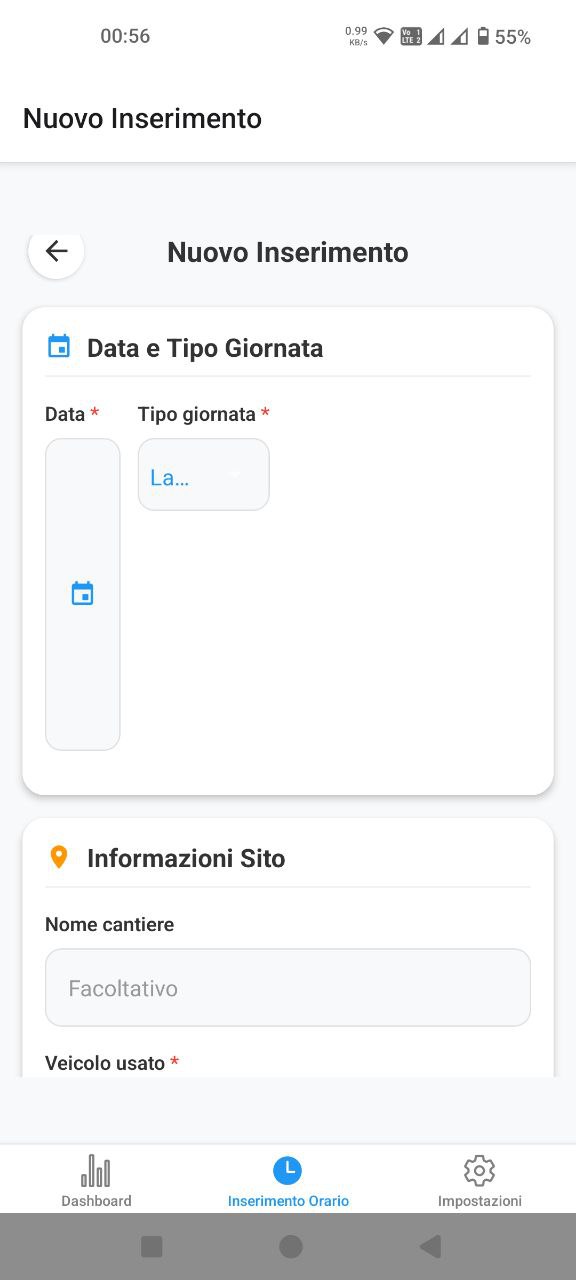 00:56
0.99
KB/s
Vo 1
LTE 2
55%
Nuovo Inserimento
Nuovo Inserimento
Data e Tipo Giornata
Data * Tipo giornata *
La...
Informazioni Sito
Nome cantiere
Facoltativo
Veicolo usato *
Dashboard Inserimento Orario Impostazioni